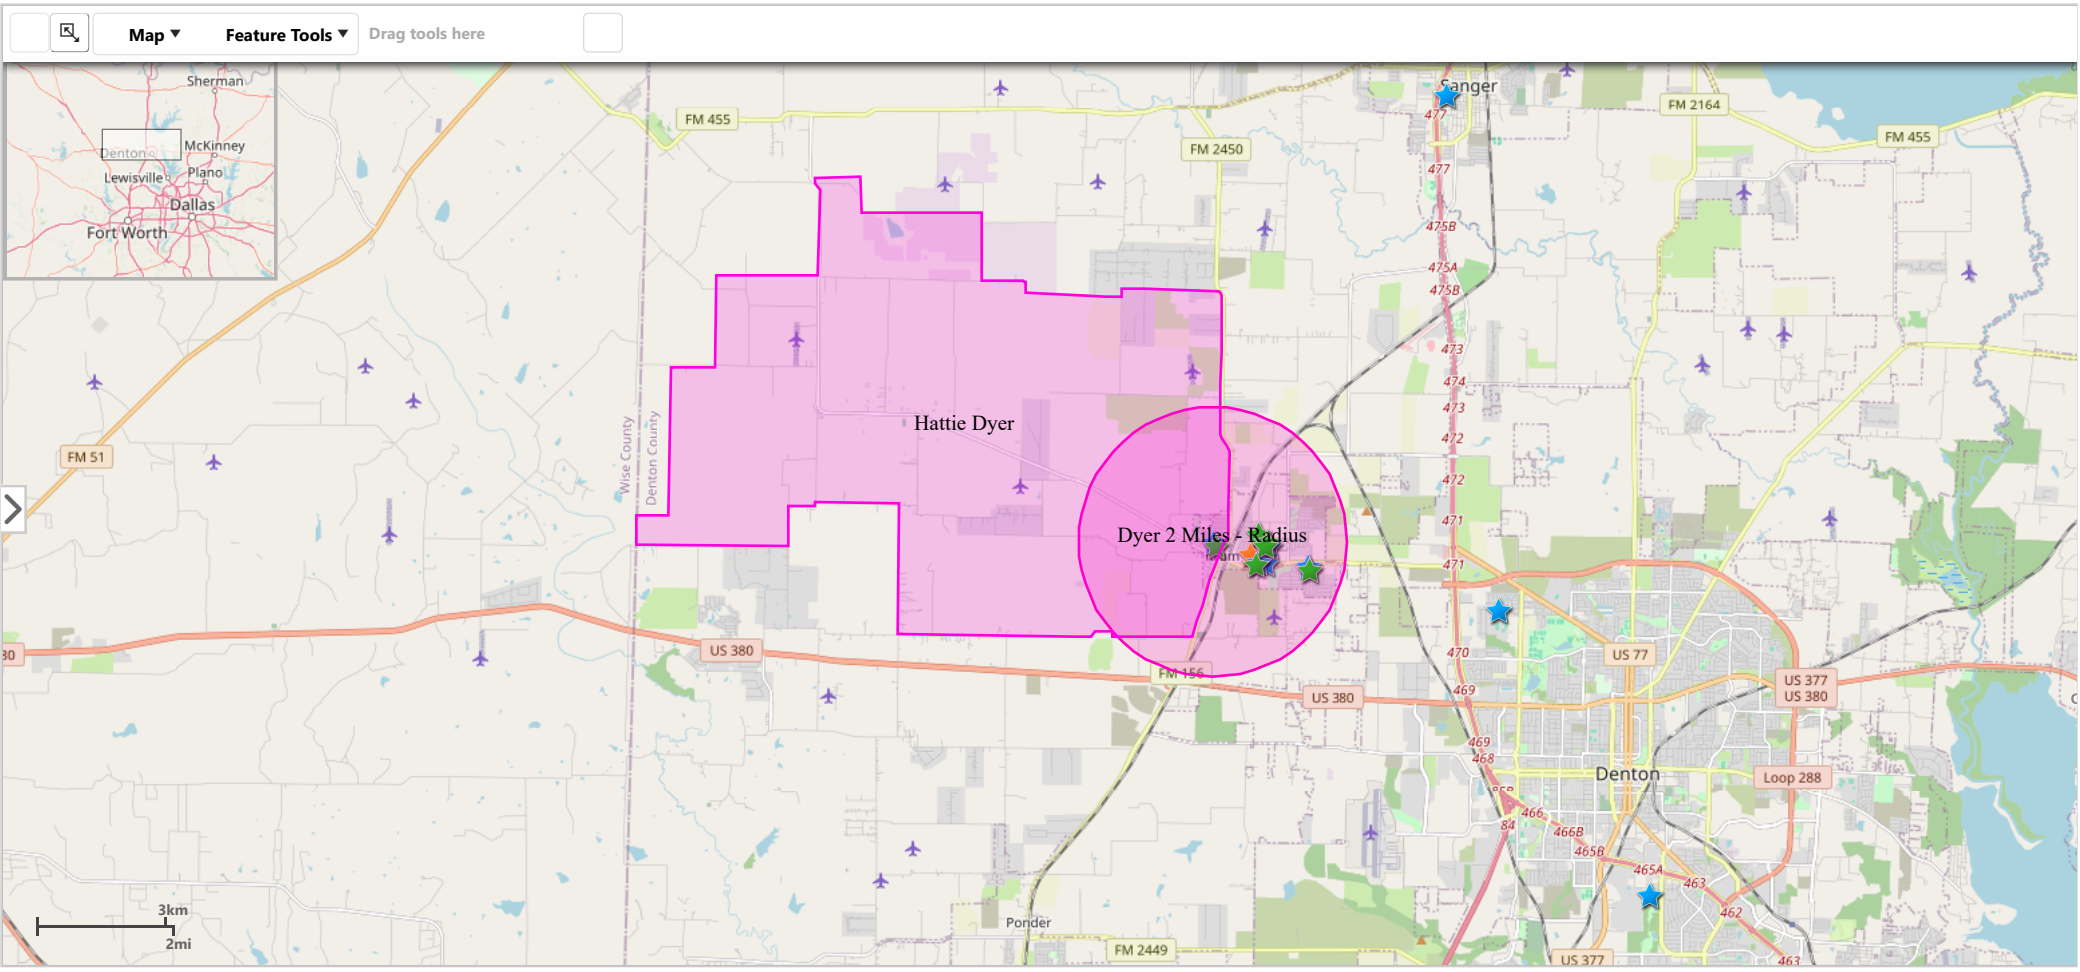 Map ▼
Feature Tools ▼
Drag tools here
Sherman
Denton
McKinney
Lewisville
Plano
Dallas
Fort Worth
Sanger
477
FM 455
FM 2164
FM 455
FM 2450
477
475B
475A
475B
473
474
473
472
472
471
471
470
469
469
468
Hattie Dyer
Wise County
Denton County
FM 51
Dyer 2 Miles - Radius
US 380
FM 156
US 380
US 77
US 377
US 380
80
Denton
Loop 288
466
84
466B
465B
465A
463
462
463
Ponder
FM 2449
US 377
3km
2mi